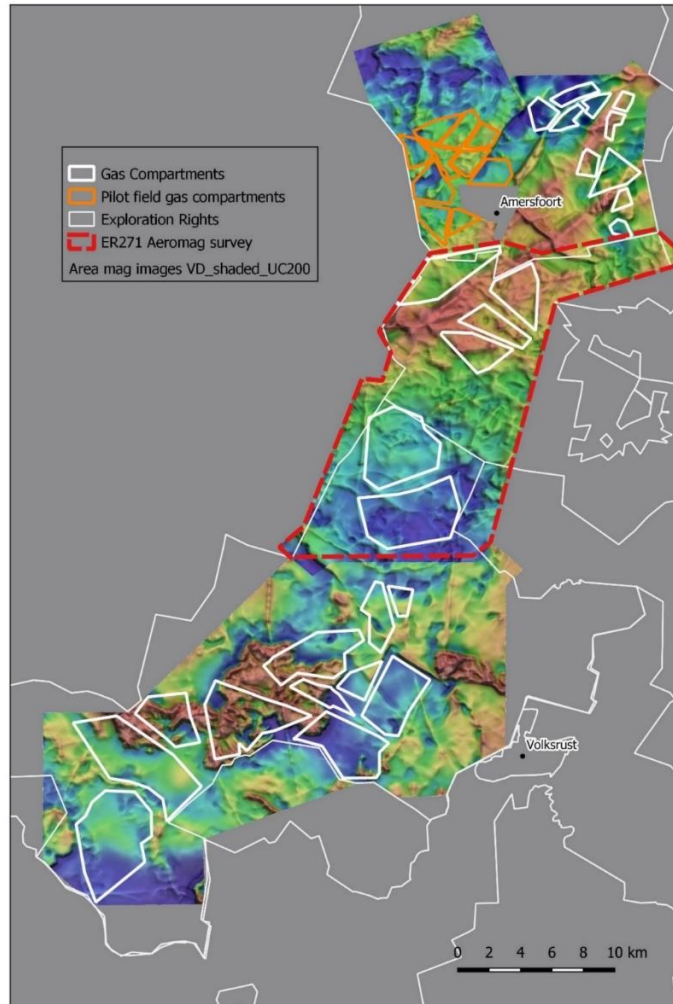 Gas Compartments
Pilot field gas compartments
Exploration Rights
ER271 Aeromag survey
Area mag images VD_shaded_UC200
Amersfoort
Volksrust
0 2 4 6 8 10 km